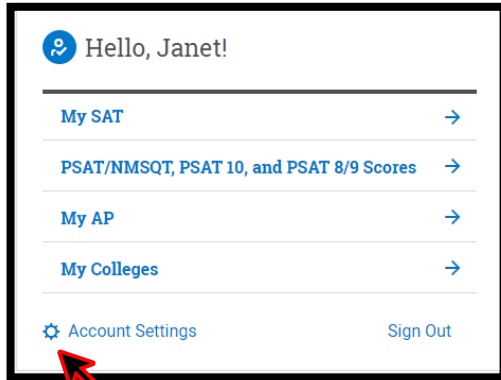 Hello, Janet!
My SAT
PSAT/NMSQT, PSAT 10, and PSAT 8/9 Scores
My AP
My Colleges
Account Settings Sign Out